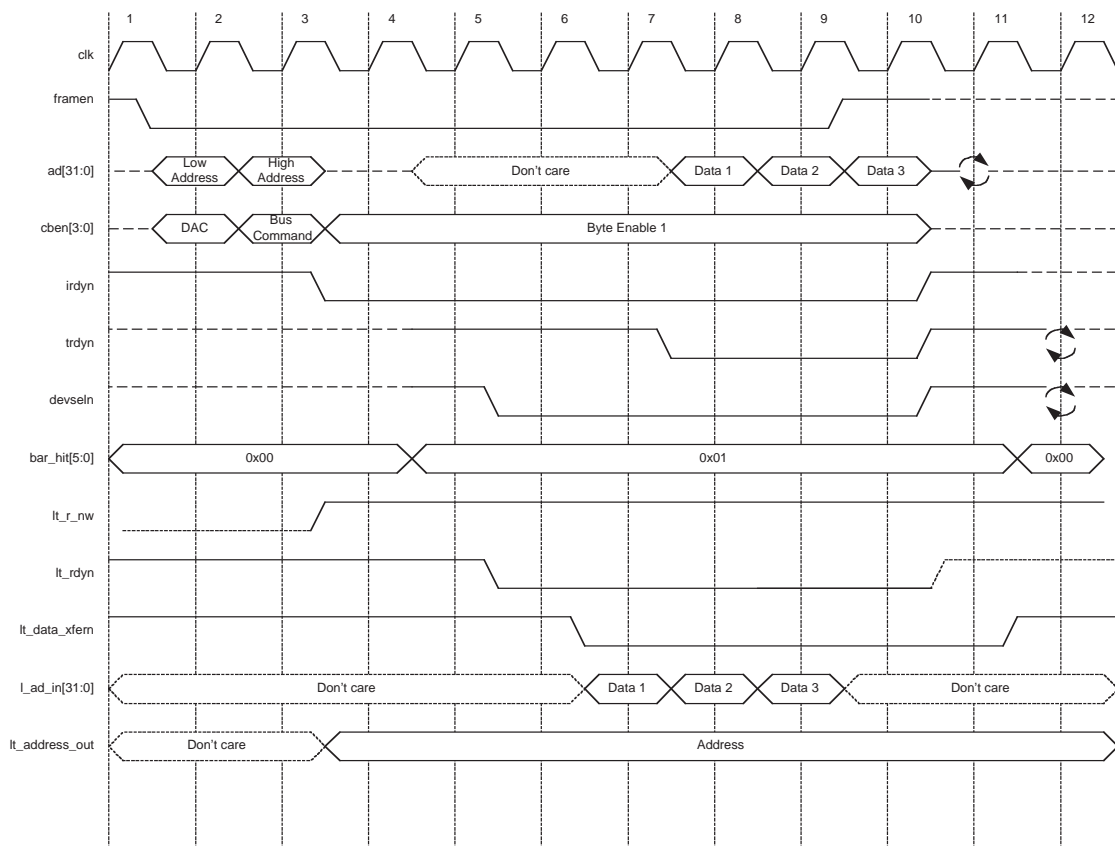 1 2 3 4 5 6 7 8 9 10 11 12
clk
framen
ad[31:0] Low Address High Address Don't care Data 1 Data 2 Data 3
cben[3:0] DAC Bus Command Byte Enable 1
irdyn
trdyn
devseln
bar_hit[5:0] 0x00 0x01 0x00
lt_r_nw
lt_rdyn
lt_data_xfern
l_ad_in[31:0] Don't care Data 1 Data 2 Data 3 Don't care
lt_address_out Don't care Address